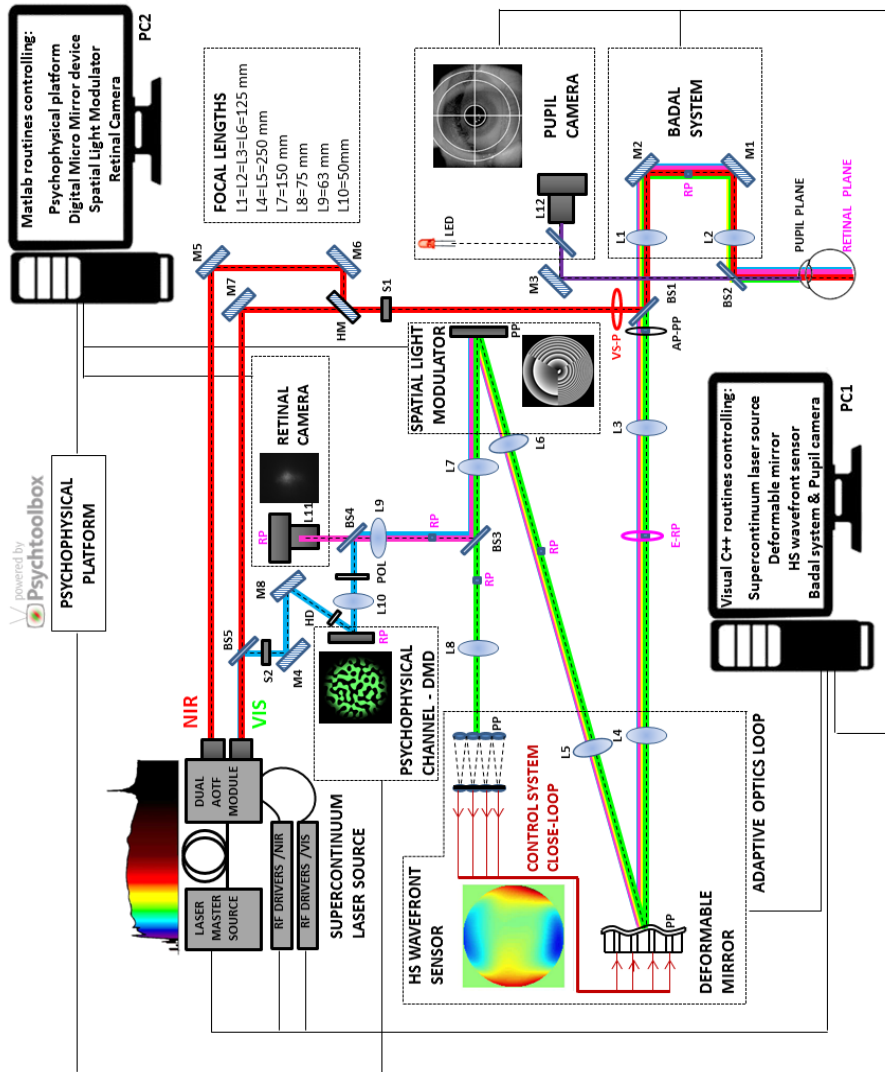 powered by
Psychtoolbox
PSYCHOPHYSICAL
PLATFORM
Matlab routines controlling:
Psychophysical platform
Digital Micro Mirror device
Spatial Light Modulator
Retinal Camera
PC2
FOCAL LENGTHS
L1=L2=L3=L6=125 mm
L4=L5=250 mm
L7=150 mm
L8=75 mm
L9=63 mm
L10=50mm
LASER
MASTER
SOURCE
DUAL
AOTF
MODULE
RF DRIVERS /NIR
RF DRIVERS /VIS
SUPERCONTINUUM
LASER SOURCE
NIR
VIS
BS5
S2
M4
M8
HD
RP
L10
POL
BS4
L9
RP
PSYCHOPHYSICAL
CHANNEL - DMD
RETINAL
CAMERA
RP
L11
M5
M7
M6
HM
S1
VS-P
LED
M3
L12
PUPIL
CAMERA
BADAL
SYSTEM
M2
RP
M1
L1
L2
BS1
BS2
PUPIL PLANE
RETINAL PLANE
SPATIAL LIGHT
MODULATOR
PP
L6
L7
BS3
RP
L8
PP
RP
L5
L4
E-RP
L3
AP-PP
HS WAVEFRONT
SENSOR
CONTROL SYSTEM
CLOSE-LOOP
PP
DEFORMABLE
MIRROR
ADAPTIVE OPTICS LOOP
Visual C++ routines controlling:
Supercontinuum laser source
Deformable mirror
HS wavefront sensor
Badal system & Pupil camera
PC1